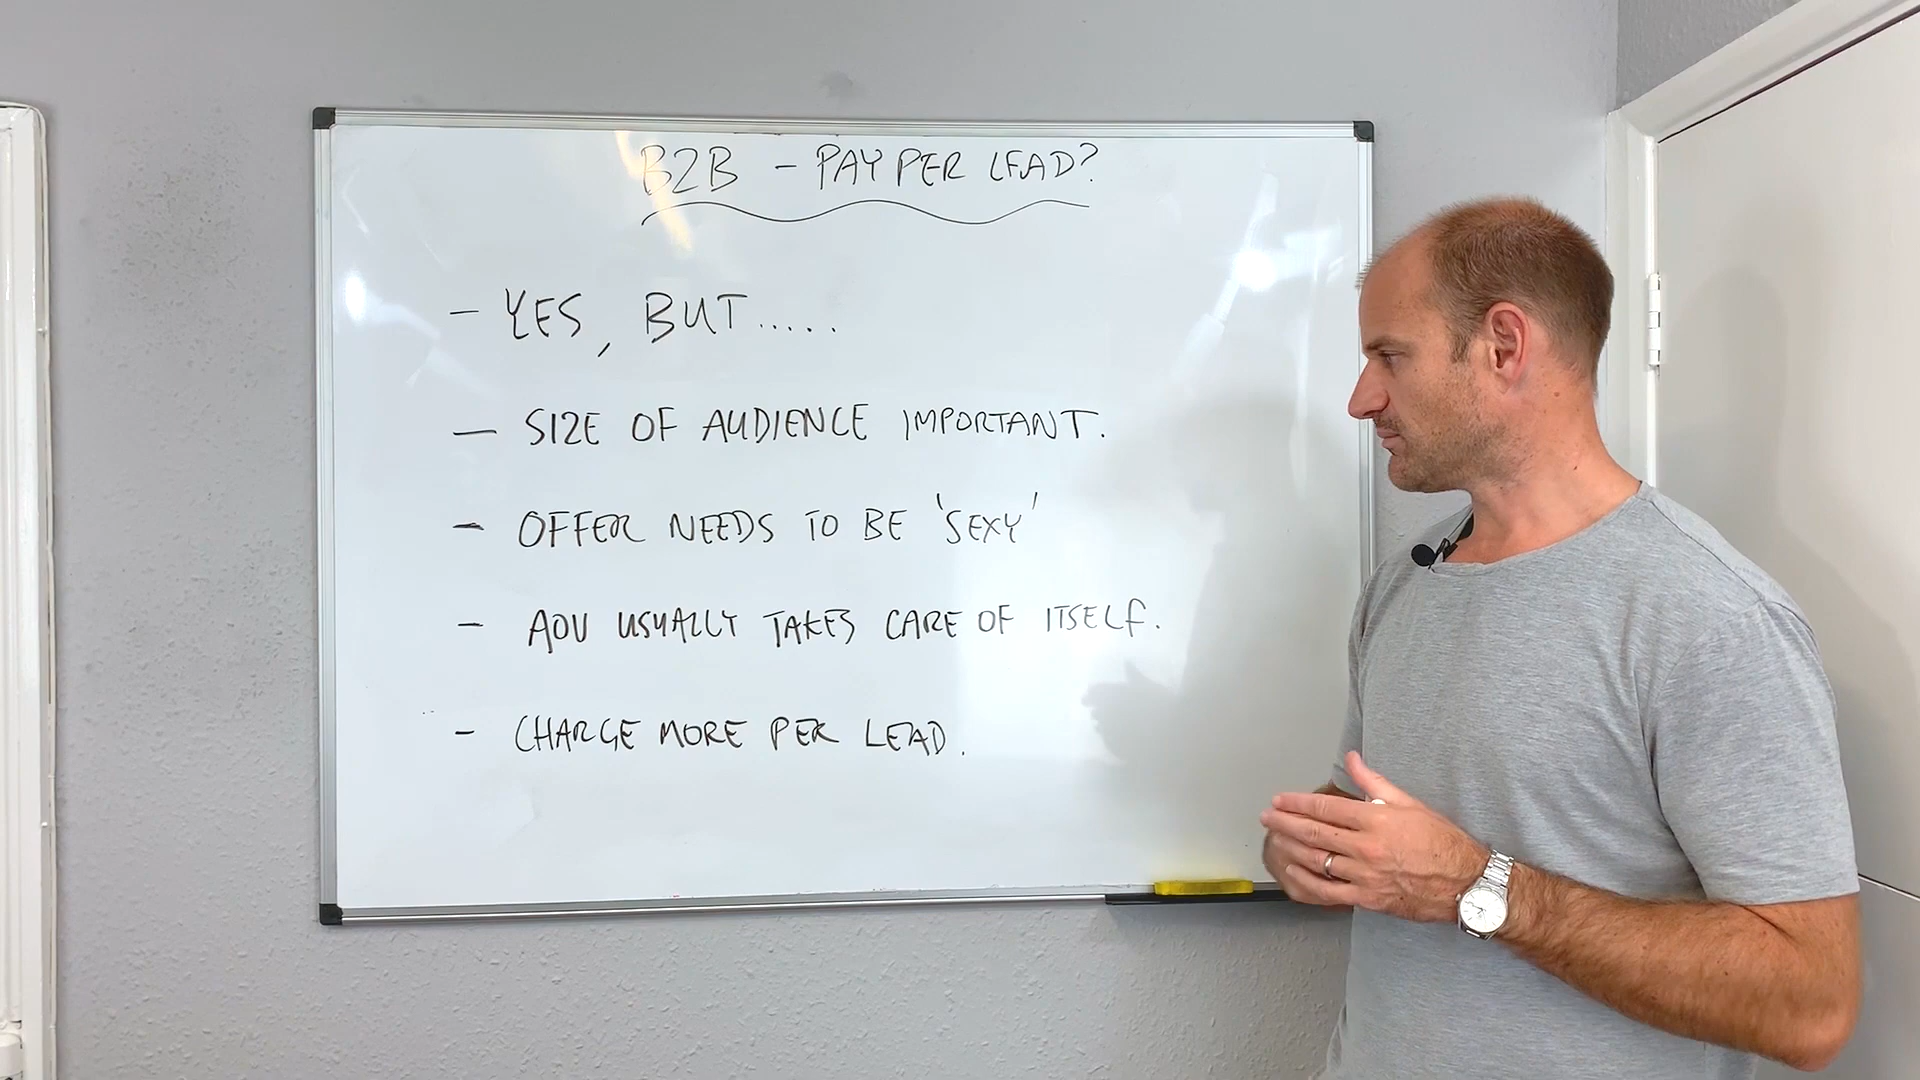 B2B - PAY PER LEAD?
- YES, BUT.....
- SIZE OF AUDIENCE IMPORTANT.
- OFFER NEEDS TO BE 'SEXY'
- AOV USUALLY TAKES CARE OF ITSELF.
- CHARGE MORE PER LEAD.